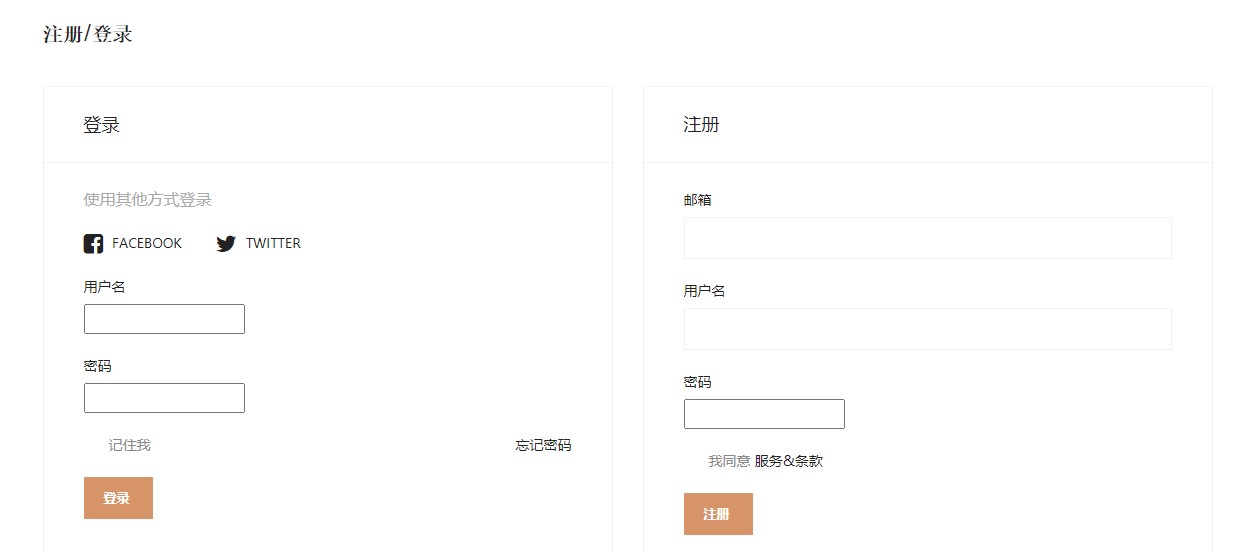 注册/登录
登录
使用其他方式登录
FACEBOOK TWITTER
用户名
密码
记住我 忘记密码
登录
注册
邮箱
用户名
密码
我同意 服务&条款
注册